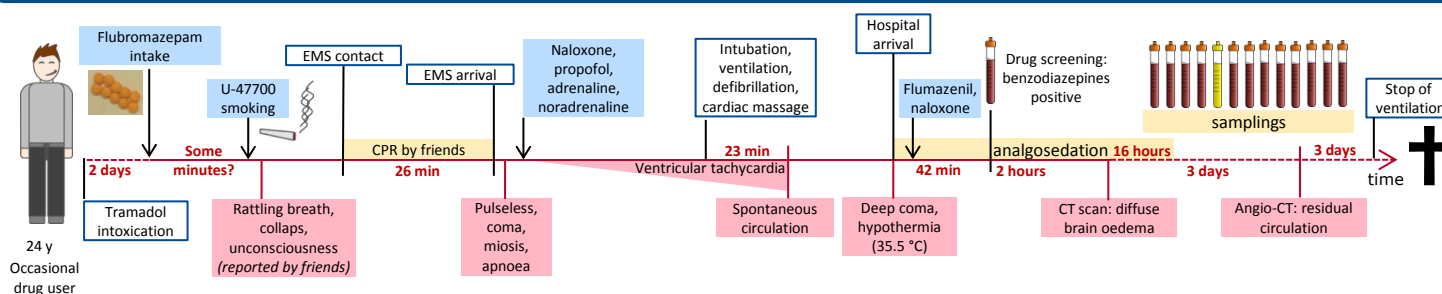 Flubromazepam
intake
U-47700
smoking
EMS contact
EMS arrival
Naloxone,
propofol,
adrenaline,
noradrenaline
Intubation,
ventilation,
defibrillation,
cardiac massage
Hospital
arrival
Flumazenil,
naloxone
Drug screening:
benzodiazepines
positive
samplings
Stop of
ventilation
2 days
Some
minutes?
CPR by friends
26 min
23 min
Ventricular tachycardia
42 min
analgosedation 16 hours
2 hours
3 days
3 days
time
Tramadol
intoxication
Rattling breath,
collaps,
unconsciousness
(reported by friends)
Pulseless,
coma,
miosis,
apnoea
Spontaneous
circulation
Deep coma,
hypothermia
(35.5 °C)
CT scan: diffuse
brain oedema
Angio-CT: residual
circulation
24 y
Occasional
drug user